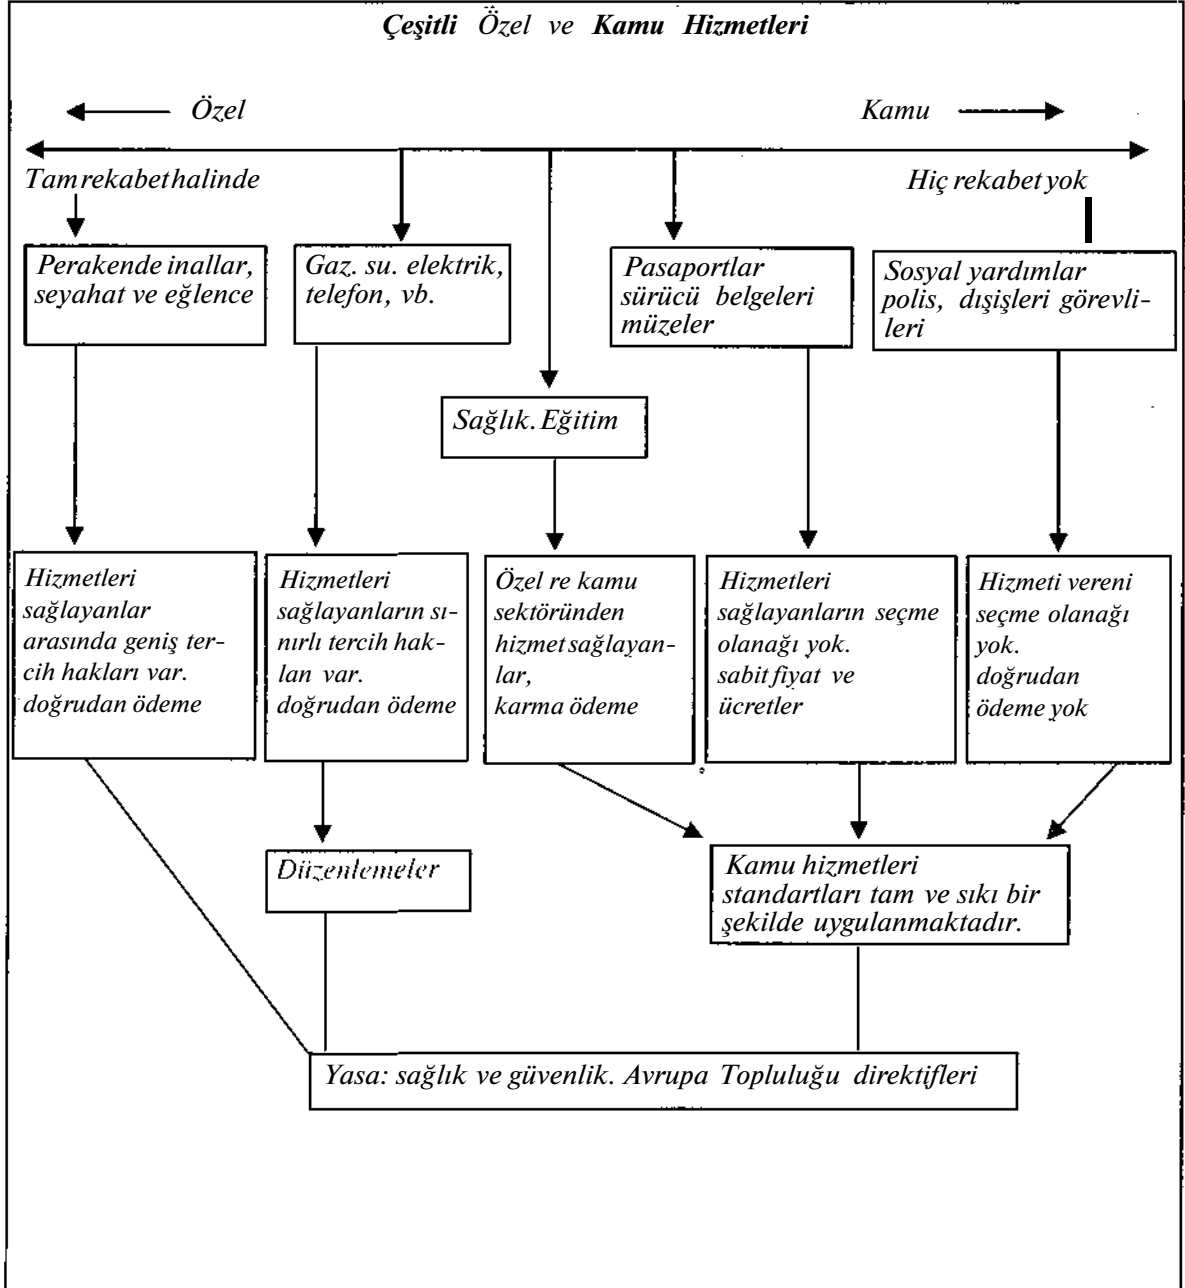 Çeşitli Özel ve Kamu Hizmetleri
Özel
Kamu
Tam rekabet halinde
Hiç rekabet yok
Perakende inallar,
seyahat ve eğlence
Gaz. su. elektrik,
telefon, vb.
Pasaportlar
sürücü belgeleri
müzeler
Sosyal yardımlar
polis, dışişleri görevli-
leri
Sağlık. Eğitim
Hizmetleri
sağlayanlar
arasında geniş ter-
cih hakları var.
doğrudan ödeme
Hizmetleri
sağlayanların sı-
nırlı tercih hak-
lan var.
doğrudan ödeme
Özel re kamu
sektöründen
hizmet sağlayan-
lar,
karma ödeme
Hizmetleri
sağlayanların seçme
olanağı yok.
sabit fiyat ve
ücretler
Hizmeti vereni
seçme olanağı
yok.
doğrudan
ödeme yok
Düzenlemeler
Kamu hizmetleri
standartları tam ve sıkı bir
şekilde uygulanmaktadır.
Yasa: sağlık ve güvenlik. Avrupa Topluluğu direktifleri